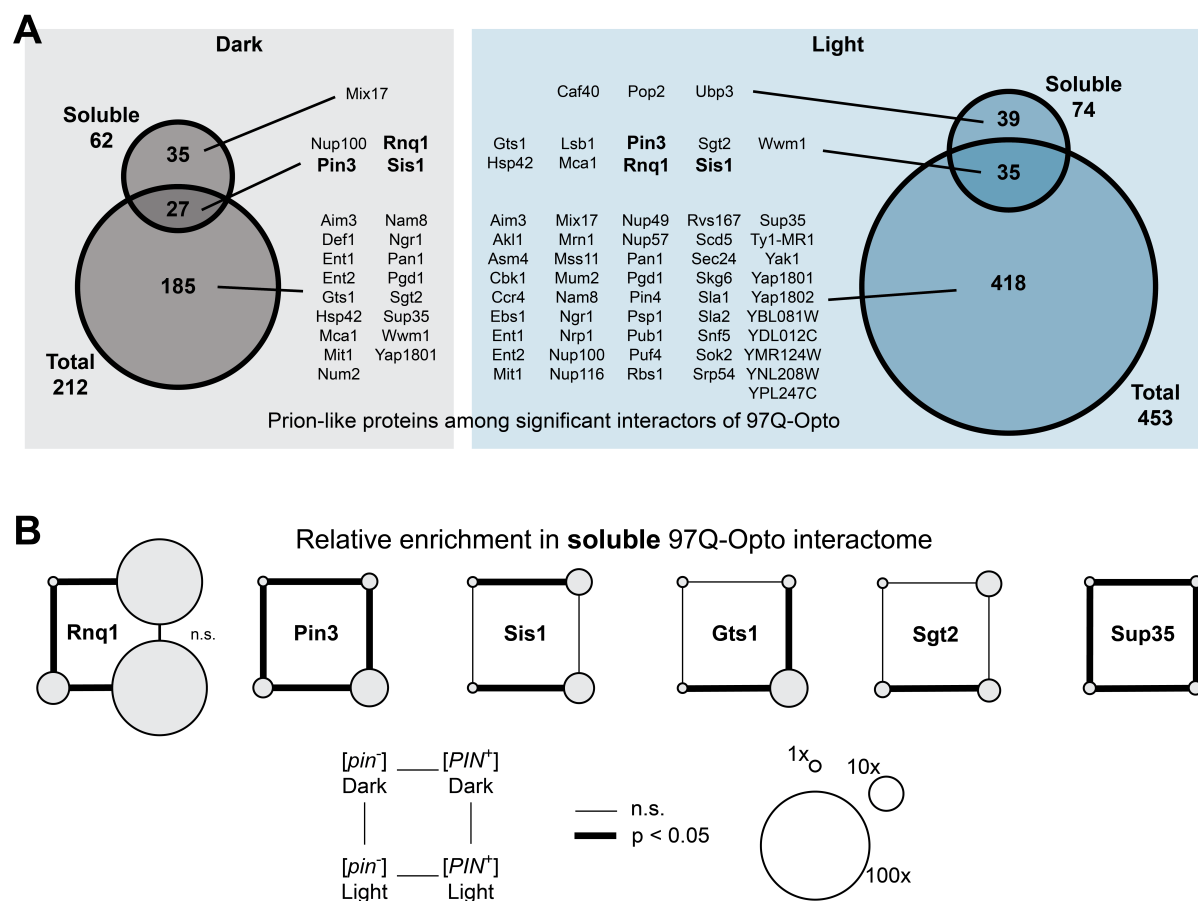 A
Dark
Light
Soluble
62
35
27
185
Total
212
Mix17
Nup100 Rnq1
Pin3 Sis1
Aim3 Nam8
Def1 Ngr1
Ent1 Pan1
Ent2 Pgd1
Gts1 Sgt2
Hsp42 Sup35
Mca1 Wwm1
Mit1 Yap1801
Num2
Caf40 Pop2 Ubp3
Gts1 Lsb1 Pin3 Sgt2 Wwm1
Hsp42 Mca1 Rnq1 Sis1
Aim3 Mix17 Nup49 Rvs167 Sup35
Akl1 Mrn1 Nup57 Scd5 Ty1-MR1
Asm4 Mss11 Pan1 Sec24 Yak1
Cbk1 Mum2 Pgd1 Skg6 Yap1801
Ccr4 Nam8 Pin4 Sla1 Yap1802
Ebs1 Ngr1 Psp1 Sla2 YBL081W
Ent1 Nrp1 Pub1 Snf5 YDL012C
Ent2 Nup100 Puf4 Sok2 YMR124W
Mit1 Nup116 Rbs1 Srp54 YNL208W
YPL247C
Soluble
74
39
35
418
Total
453
Prion-like proteins among significant interactors of 97Q-Opto
B
Relative enrichment in soluble 97Q-Opto interactome
Rnq1 n.s. Pin3 Sis1 Gts1 Sgt2 Sup35
[pin-] [PIN+]
Dark Dark
[pin-] [PIN+]
Light Light
n.s.
p < 0.05
1x
10x
100x